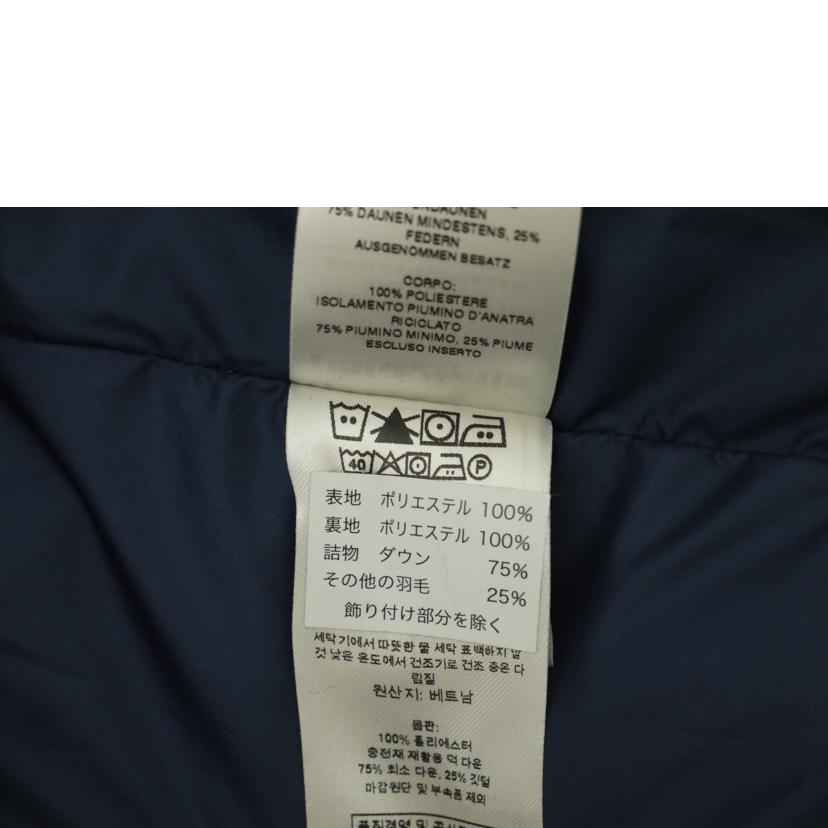 75% DAUNEN MINDESTENS, 25%
FEDERN
AUSGENOMMEN BESATZ
CORPO:
100% POLIESTERE
ISOLAMENTO PIUMINO D'ANATRA
RICICLATO
75% PIUMINO MINIMO, 25% PIUME
ESCLUSO INSERTO
40 P
表地 ポリエステル 100%
裏地 ポリエステル 100%
詰物 ダウン 75%
その他の羽毛 25%
飾り付け部分を除く
세탁기에서 따뜻한 물 세탁 표백하지 말
것 낮은 온도에서 건조기로 건조 중온 다
림질
원산지: 베트남
몸판:
100% 폴리에스터
충전재 재활용 덕 다운
75% 최소 다운, 25% 깃털
마감원단 및 부속품 제외
품질경영 및